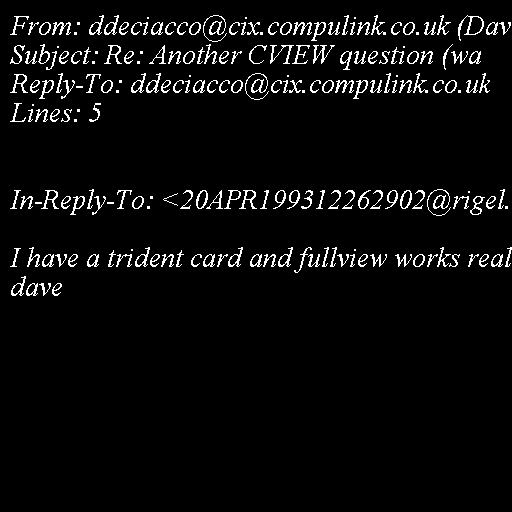 From: ddeciacco@cix.compulink.co.uk (Dav
Subject: Re: Another CVIEW question (wa
Reply-To: ddeciacco@cix.compulink.co.uk
Lines: 5
In-Reply-To: <20APR199312262902@rigel.
I have a trident card and fullview works real
dave